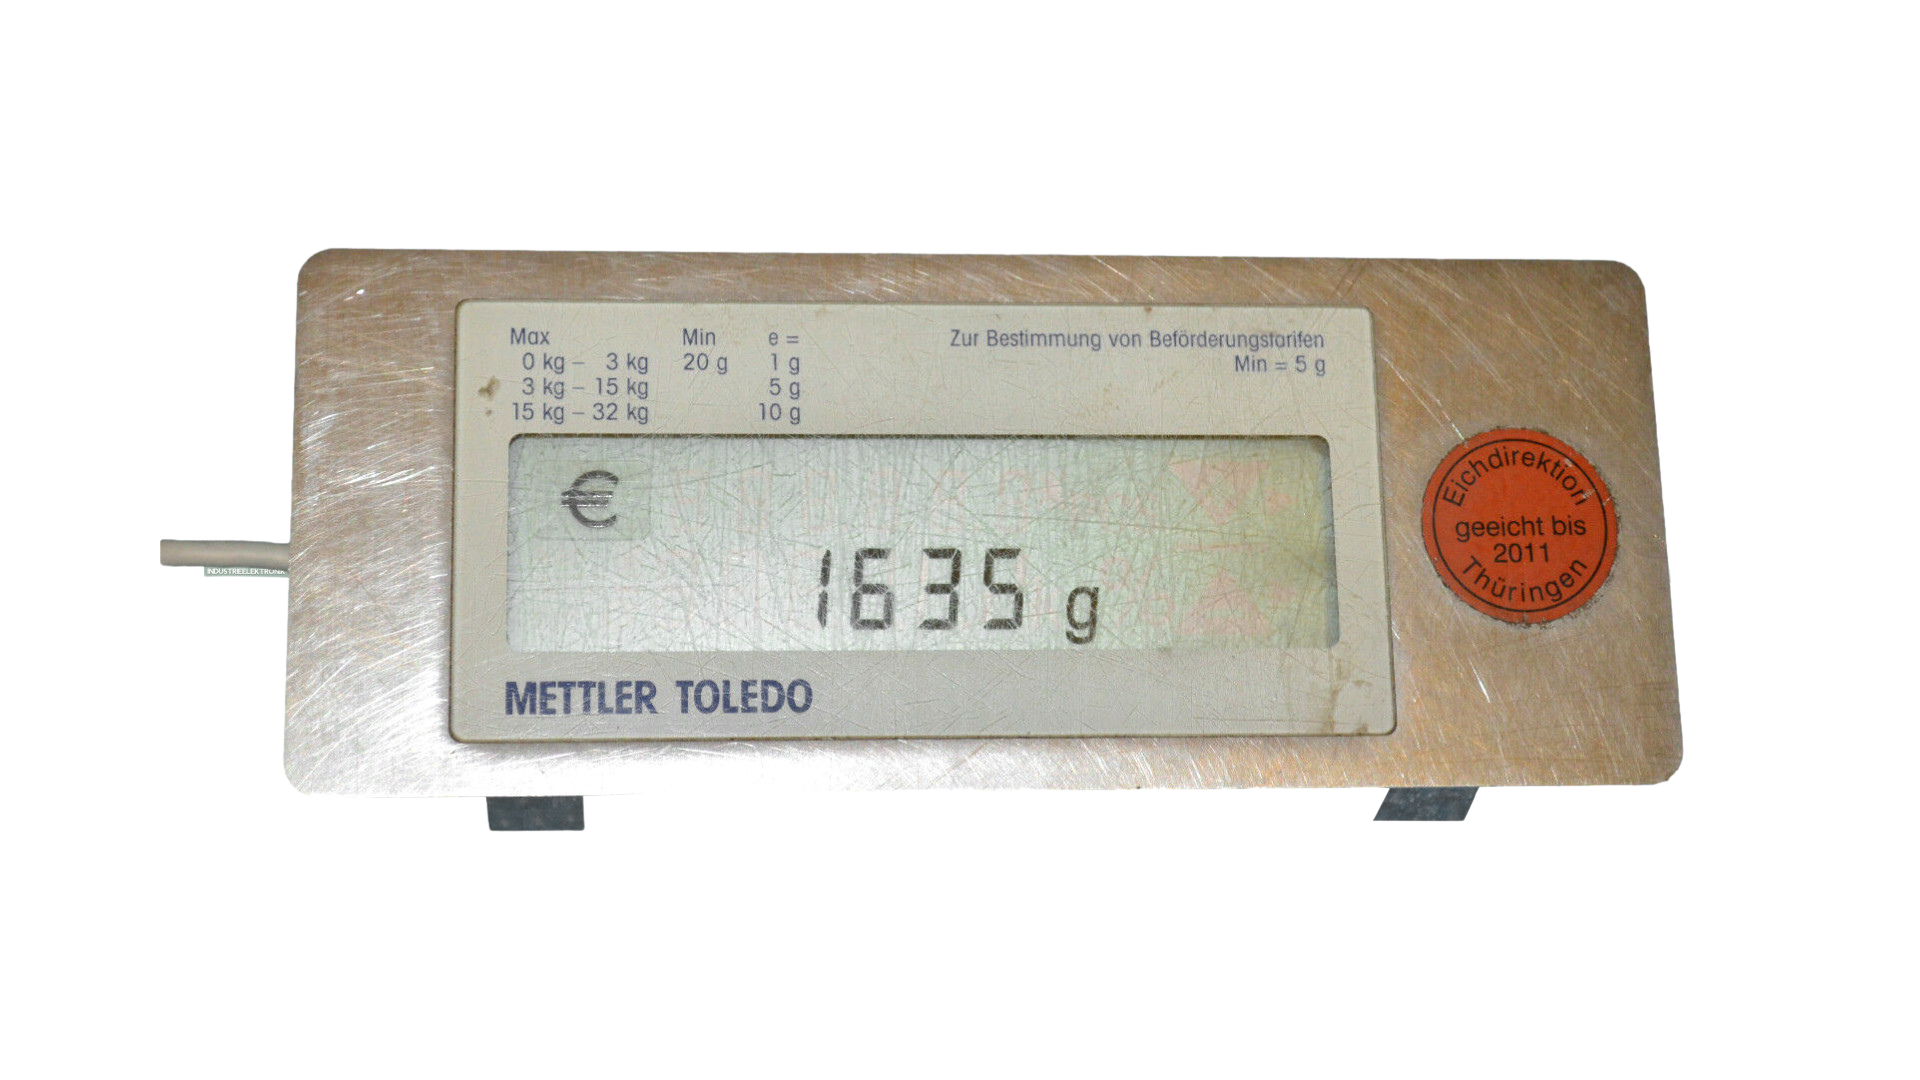 Max Min e =
0 kg – 3 kg 20 g 1 g
3 kg – 15 kg 5 g
15 kg – 32 kg 10 g
Zur Bestimmung von Beförderungstarifen
Min = 5 g
€
1635 g
METTLER TOLEDO
Eichdirektion
geeicht bis
2011
Thüringen